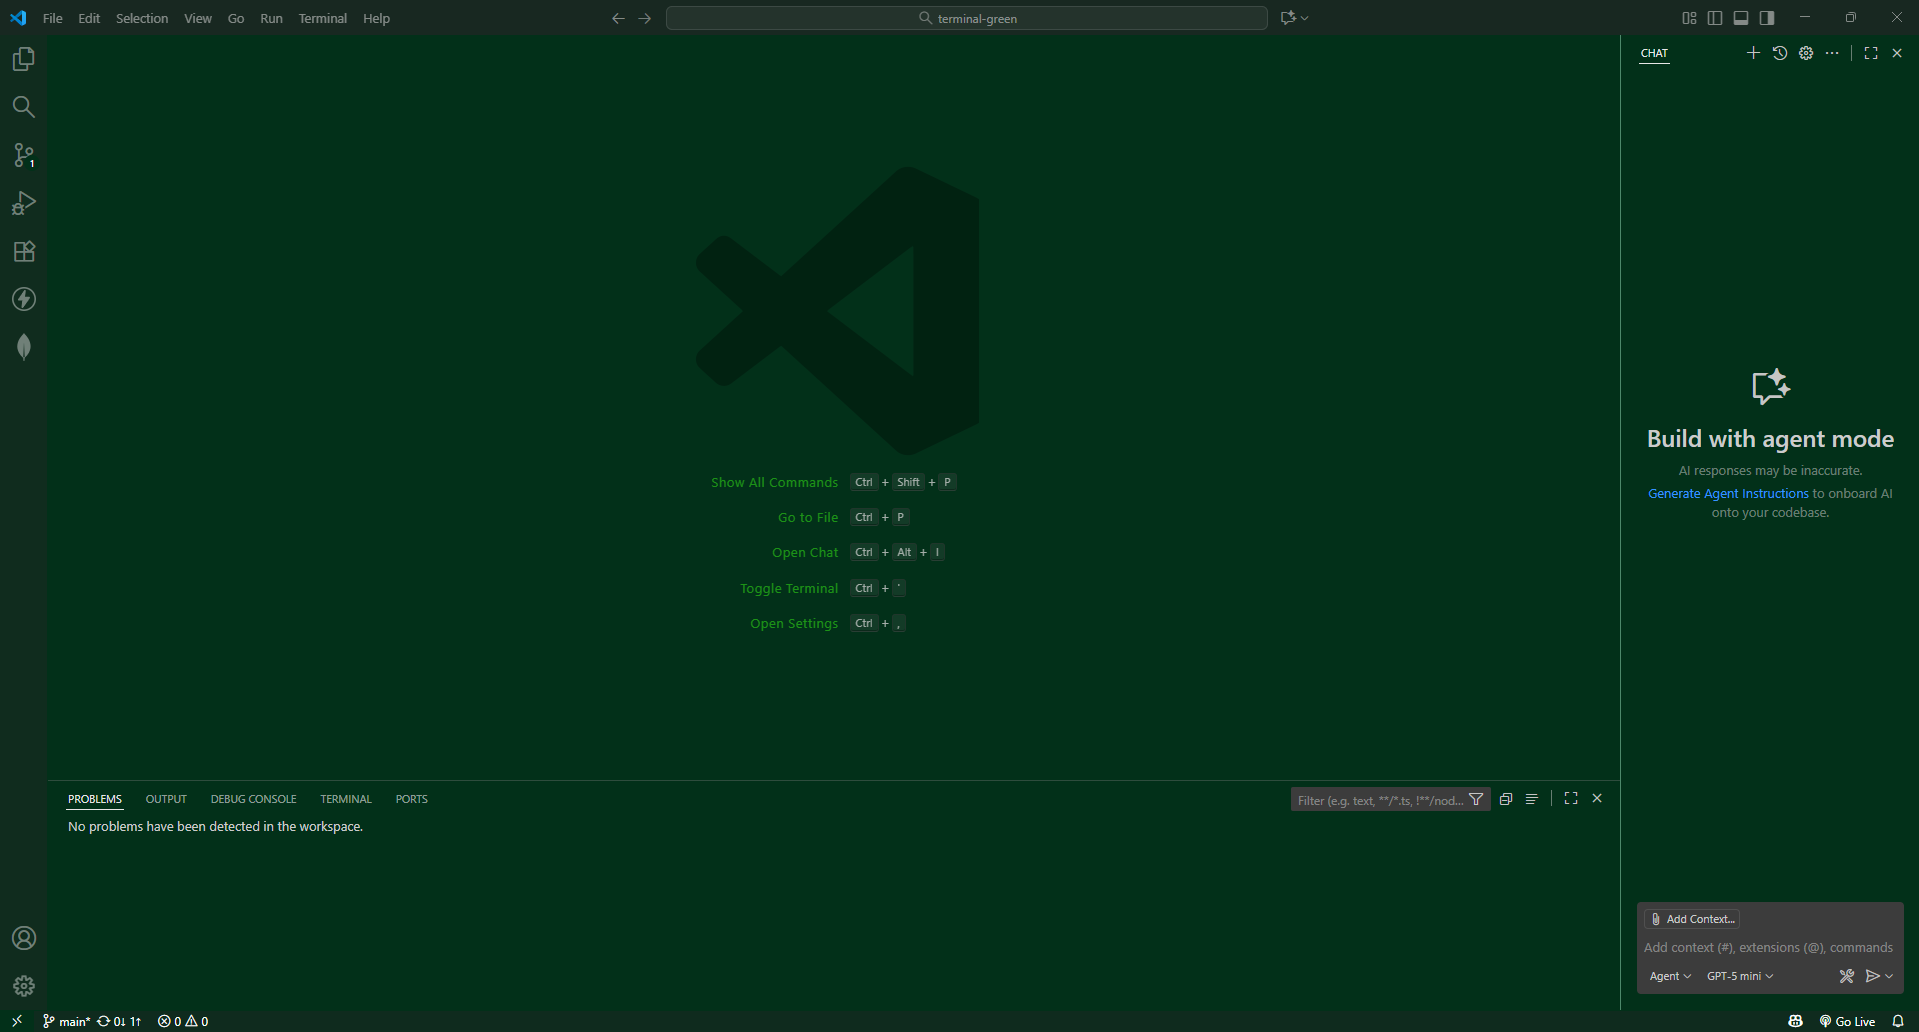 File Edit Selection View Go Run Terminal Help
terminal-green
CHAT
1
Show All Commands Ctrl + Shift + P
Go to File Ctrl + P
Open Chat Ctrl + Alt + I
Toggle Terminal Ctrl + '
Open Settings Ctrl + ,
Build with agent mode
AI responses may be inaccurate.
Generate Agent Instructions to onboard AI
onto your codebase.
PROBLEMS OUTPUT DEBUG CONSOLE TERMINAL PORTS
Filter (e.g. text, **/*.ts, !**/nod...
No problems have been detected in the workspace.
Add Context...
Add context (#), extensions (@), commands
Agent GPT-5 mini
main* 0↓ 1↑ 0 0
Go Live